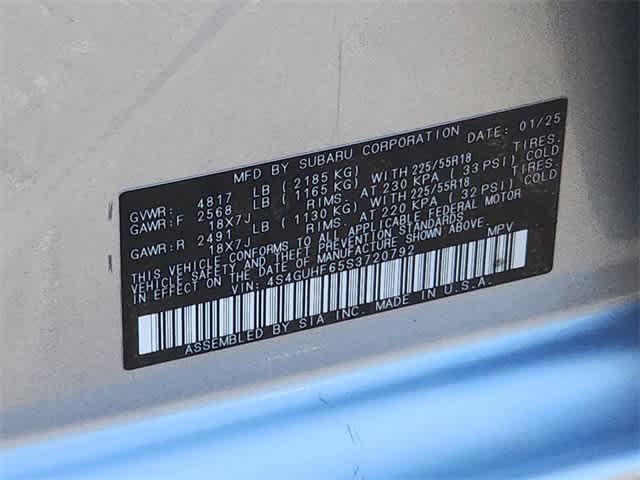 MFD BY SUBARU CORPORATION DATE: 01/25
GVWR: 4817 LB (2185 KG)
GAWR:F 2568 LB (1165 KG) WITH 225/55R18 TIRES,
18X7J RIMS, AT 230 KPA (33 PSI) COLD
GAWR:R 2491 LB (1130 KG) WITH 225/55R18 TIRES,
18X7J RIMS, AT 220 KPA (32 PSI) COLD
THIS VEHICLE CONFORMS TO ALL APPLICABLE FEDERAL MOTOR
VEHICLE SAFETY AND THEFT PREVENTION STANDARDS
IN EFFECT ON THE DATE OF MANUFACTURE SHOWN ABOVE.
VIN: 4S4GUHF65S3720792 MPV
ASSEMBLED BY SIA INC. MADE IN U.S.A.